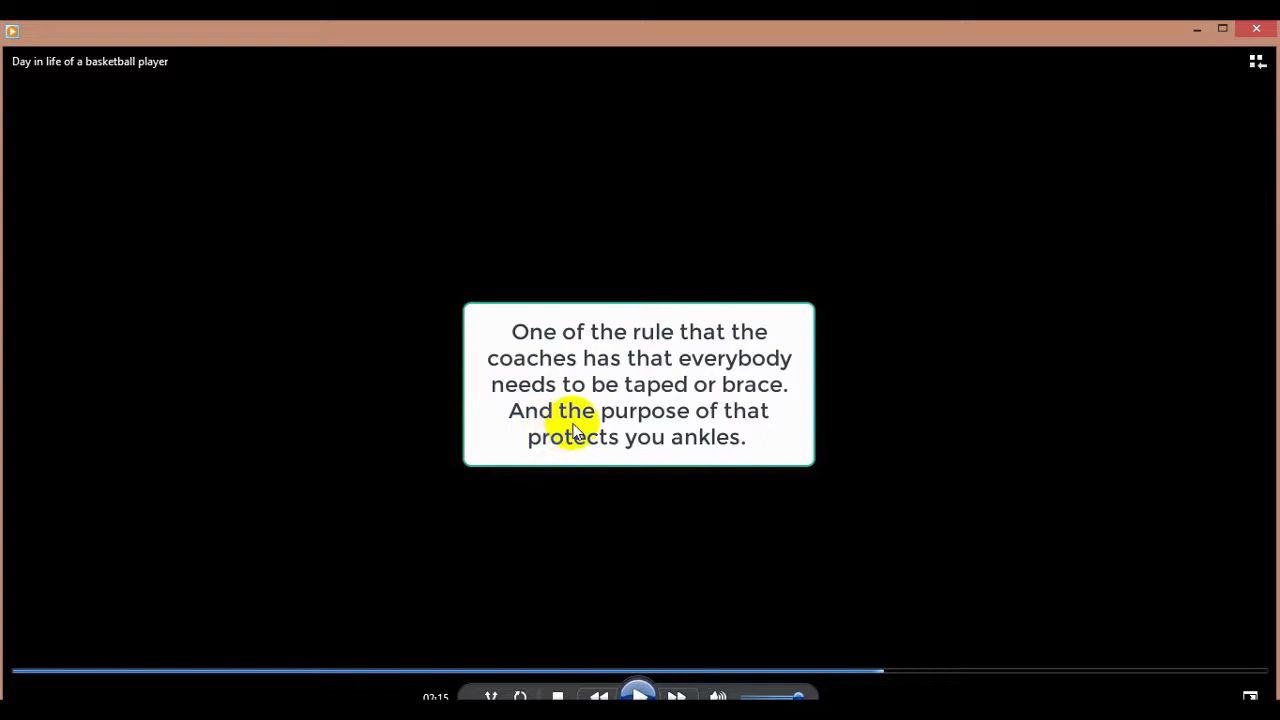 Day in life of a basketball player
One of the rule that the
coaches has that everybody
needs to be taped or brace.
And the purpose of that
protects you ankles.
02:15